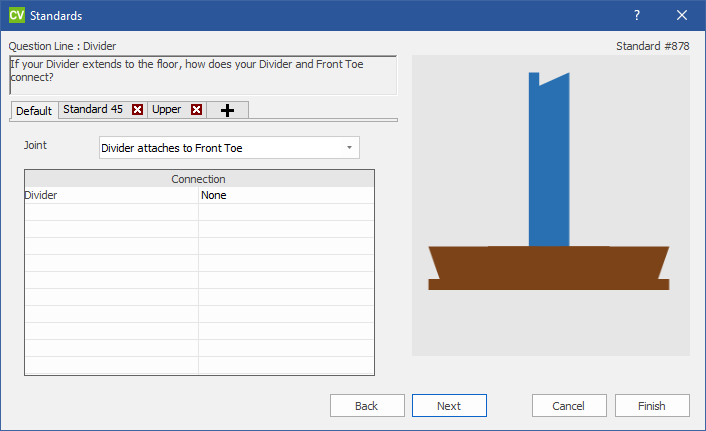 CV Standards ?
Question Line : Divider
Standard #878
If your Divider extends to the floor, how does your Divider and Front Toe
connect?
Default Standard 45 Upper
Joint Divider attaches to Front Toe
Connection
Divider None
Back Next Cancel Finish